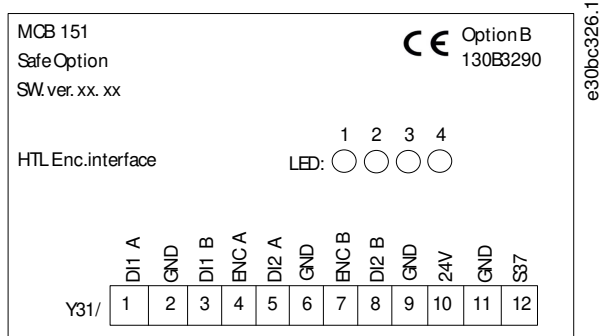 MCB 151
Safe Option
SW. ver. xx. xx
CE Option B
130B3290
e30bc326.1
1 2 3 4
HTL Enc.interface LED:
DI1 A GND DI1 B ENC A DI2 A GND ENC B DI2 B GND 24V GND S37
Y31/ 1 2 3 4 5 6 7 8 9 10 11 12